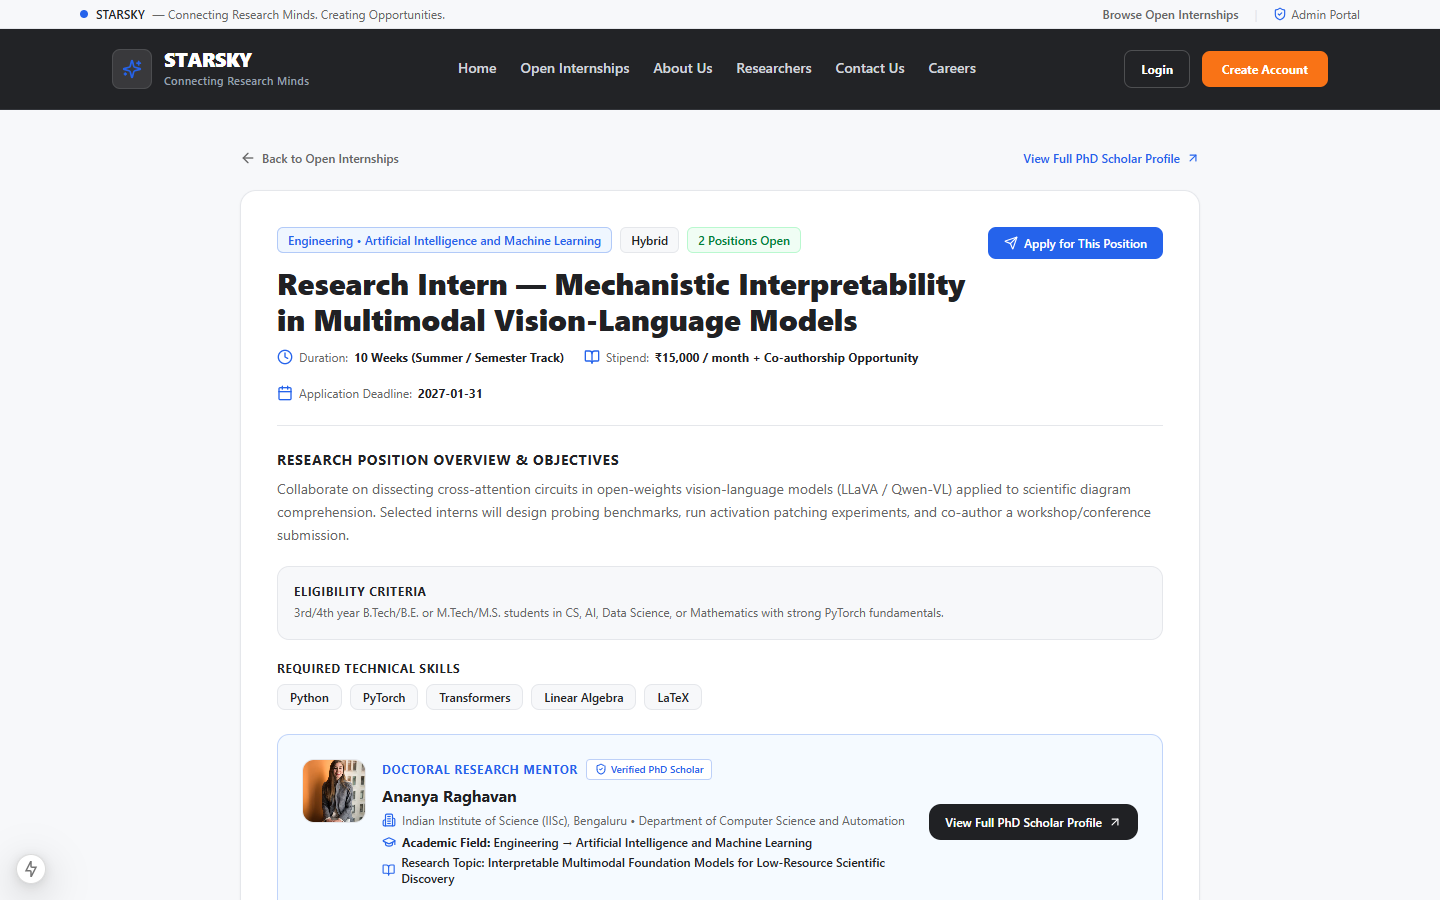 STARSKY — Connecting Research Minds. Creating Opportunities.
Browse Open Internships | Admin Portal
STARSKY
Connecting Research Minds
Home Open Internships About Us Researchers Contact Us Careers
Login Create Account
Back to Open Internships
View Full PhD Scholar Profile
Engineering • Artificial Intelligence and Machine Learning
Hybrid
2 Positions Open
Apply for This Position
Research Intern — Mechanistic Interpretability
in Multimodal Vision-Language Models
Duration: 10 Weeks (Summer / Semester Track)
Stipend: ₹15,000 / month + Co-authorship Opportunity
Application Deadline: 2027-01-31
RESEARCH POSITION OVERVIEW & OBJECTIVES
Collaborate on dissecting cross-attention circuits in open-weights vision-language models (LLaVA / Qwen-VL) applied to scientific diagram
comprehension. Selected interns will design probing benchmarks, run activation patching experiments, and co-author a workshop/conference
submission.
ELIGIBILITY CRITERIA
3rd/4th year B.Tech/B.E. or M.Tech/M.S. students in CS, AI, Data Science, or Mathematics with strong PyTorch fundamentals.
REQUIRED TECHNICAL SKILLS
Python PyTorch Transformers Linear Algebra LaTeX
DOCTORAL RESEARCH MENTOR Verified PhD Scholar
Ananya Raghavan
Indian Institute of Science (IISc), Bengaluru • Department of Computer Science and Automation
Academic Field: Engineering → Artificial Intelligence and Machine Learning
Research Topic: Interpretable Multimodal Foundation Models for Low-Resource Scientific
Discovery
View Full PhD Scholar Profile